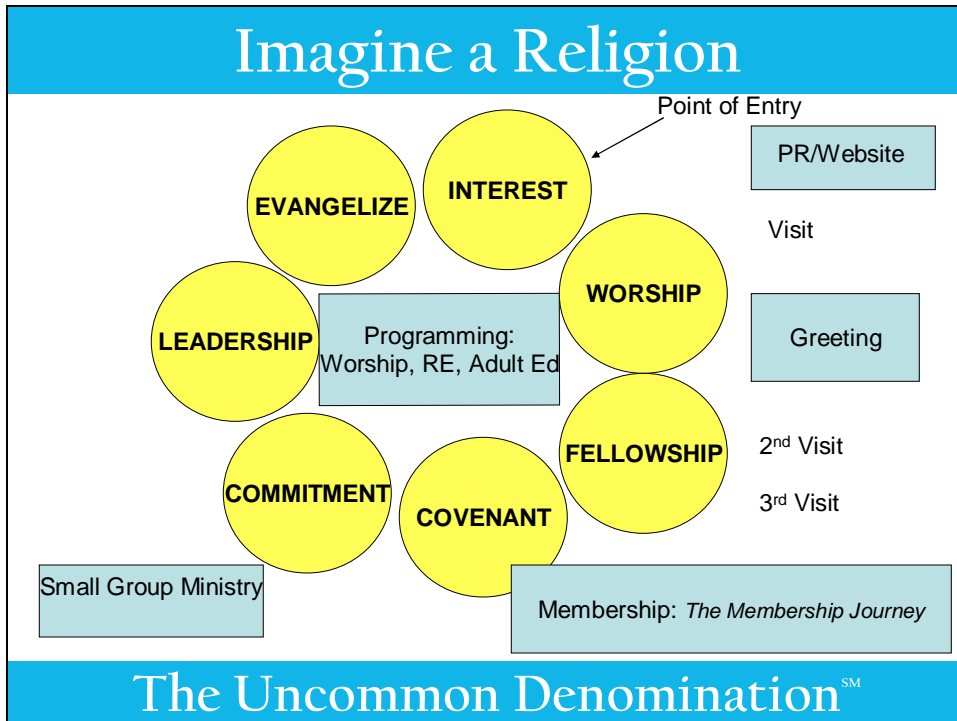 Imagine a Religion
Point of Entry
PR/Website
INTEREST
EVANGELIZE
Visit
WORSHIP
LEADERSHIP
Programming:
Worship, RE, Adult Ed
Greeting
FELLOWSHIP
2nd Visit
3rd Visit
COMMITMENT
COVENANT
Small Group Ministry
Membership: The Membership Journey
The Uncommon Denomination℠